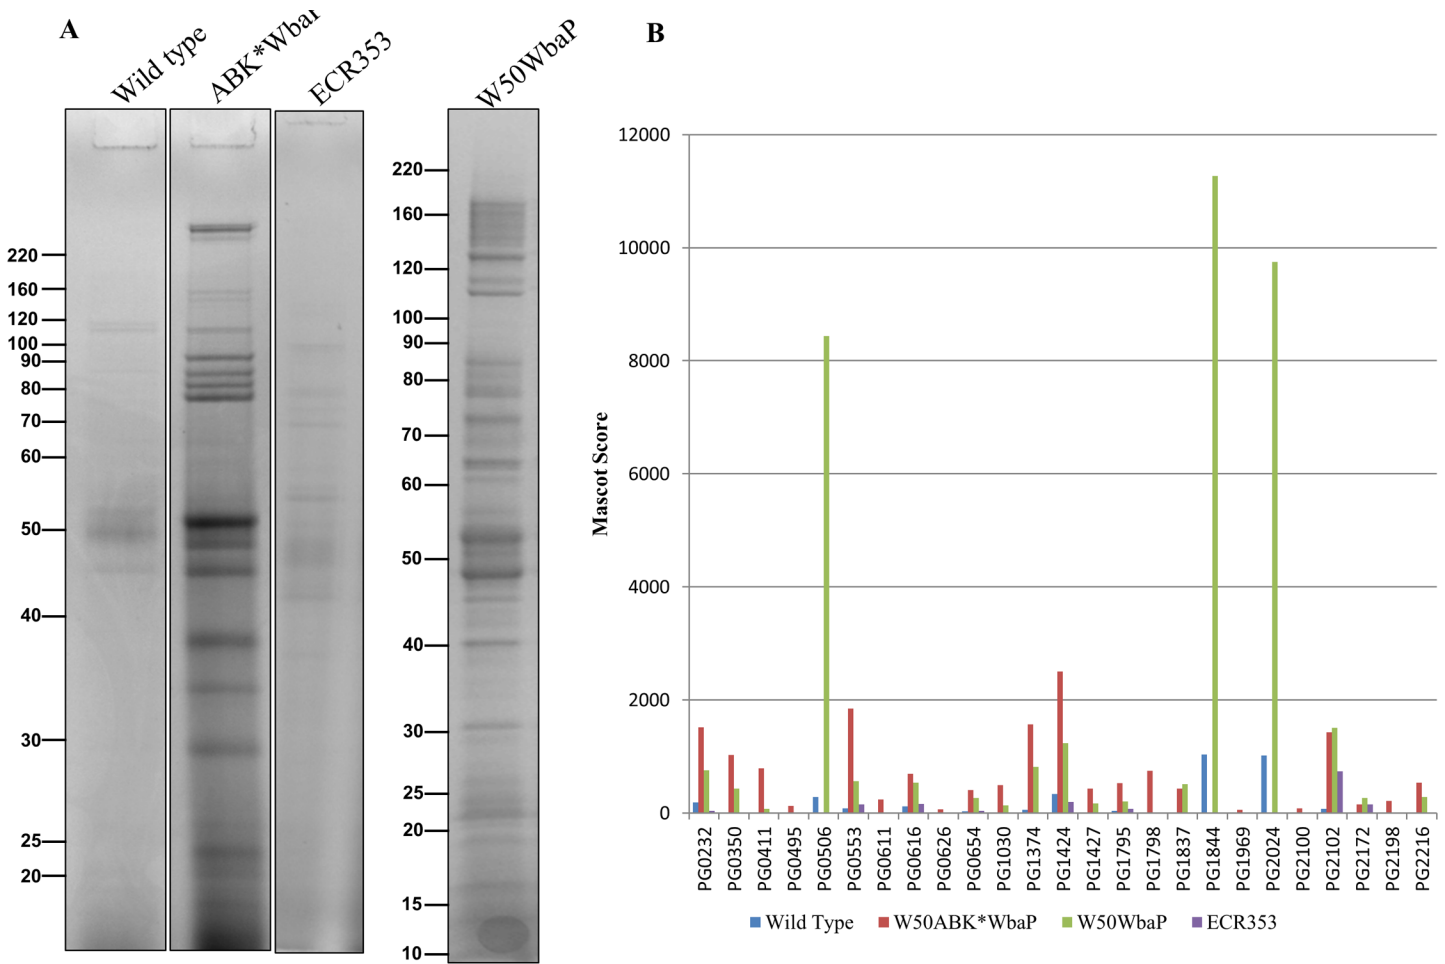 A
B
Wild type
ABK*WbaP
ECR353
W50WbaP
220
160
120
100
90
80
70
60
50
40
30
25
20
220
160
120
100
90
80
70
60
50
40
30
25
20
15
10
Mascot Score
12000
10000
8000
6000
4000
2000
0
PG0232
PG0350
PG0411
PG0495
PG0506
PG0553
PG0611
PG0616
PG0626
PG0654
PG1030
PG1374
PG1424
PG1427
PG1795
PG1798
PG1837
PG1844
PG1969
PG2024
PG2100
PG2102
PG2172
PG2198
PG2216
Wild Type
W50ABK*WbaP
W50WbaP
ECR353